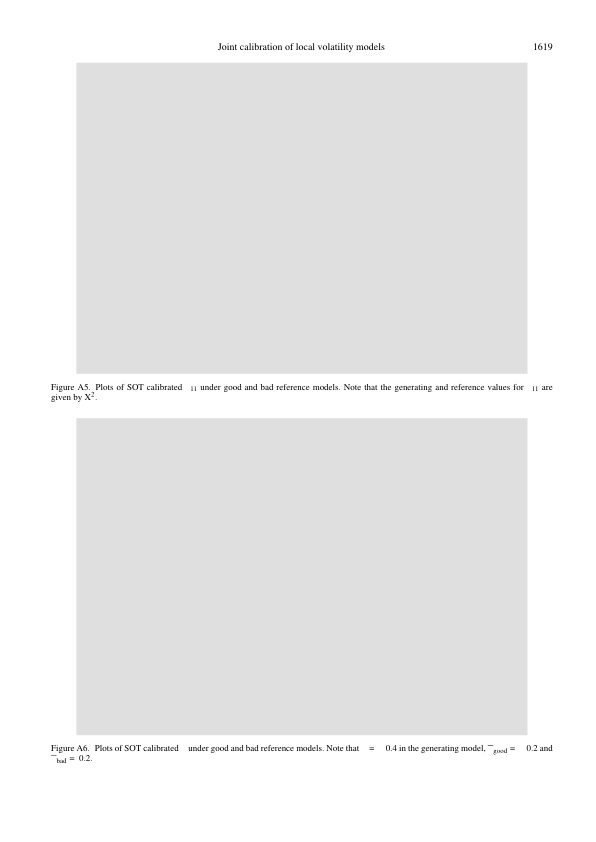 Joint calibration of local volatility models 1619
Figure A5. Plots of SOT calibrated 11 under good and bad reference models. Note that the generating and reference values for 11 are
given by X².
Figure A6. Plots of SOT calibrated under good and bad reference models. Note that = 0.4 in the generating model, ¯good = 0.2 and
¯bad = 0.2.